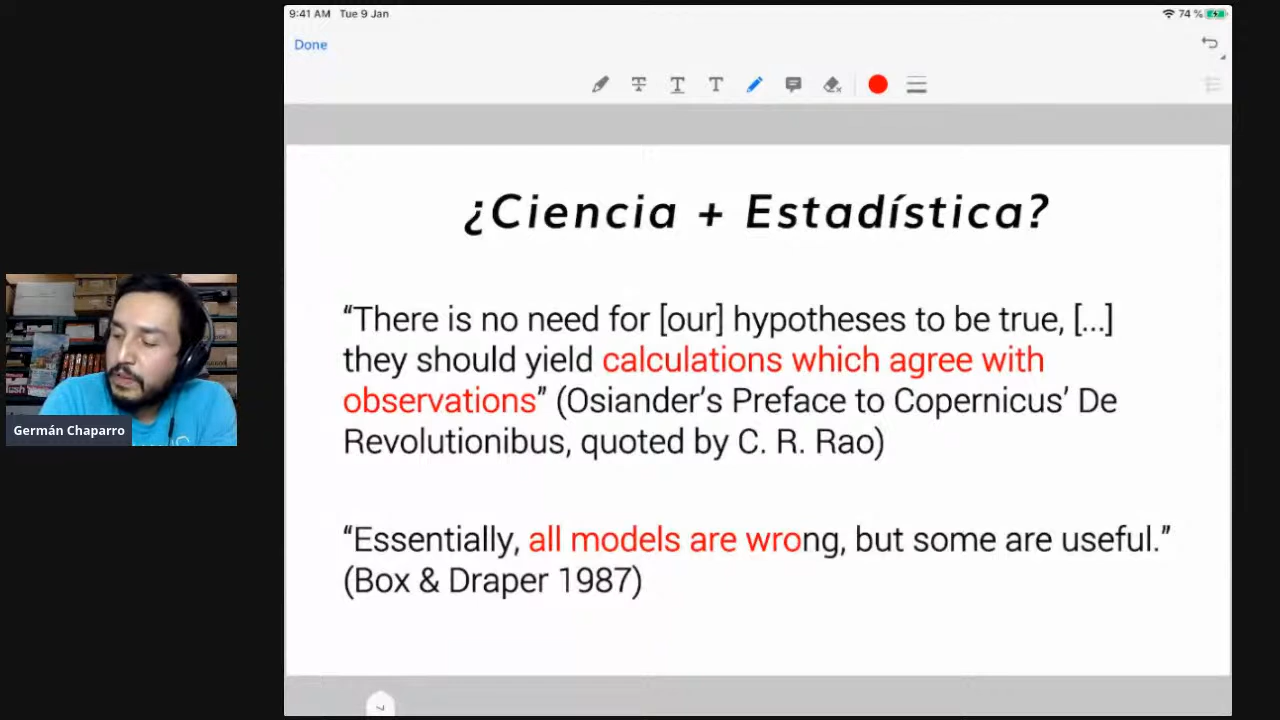 9:41 AM Tue 9 Jan
74 %
Done
¿Ciencia + Estadística?
“There is no need for [our] hypotheses to be true, [...]
they should yield calculations which agree with
observations” (Osiander’s Preface to Copernicus’ De
Revolutionibus, quoted by C. R. Rao)
“Essentially, all models are wrong, but some are useful.”
(Box & Draper 1987)
Germán Chaparro